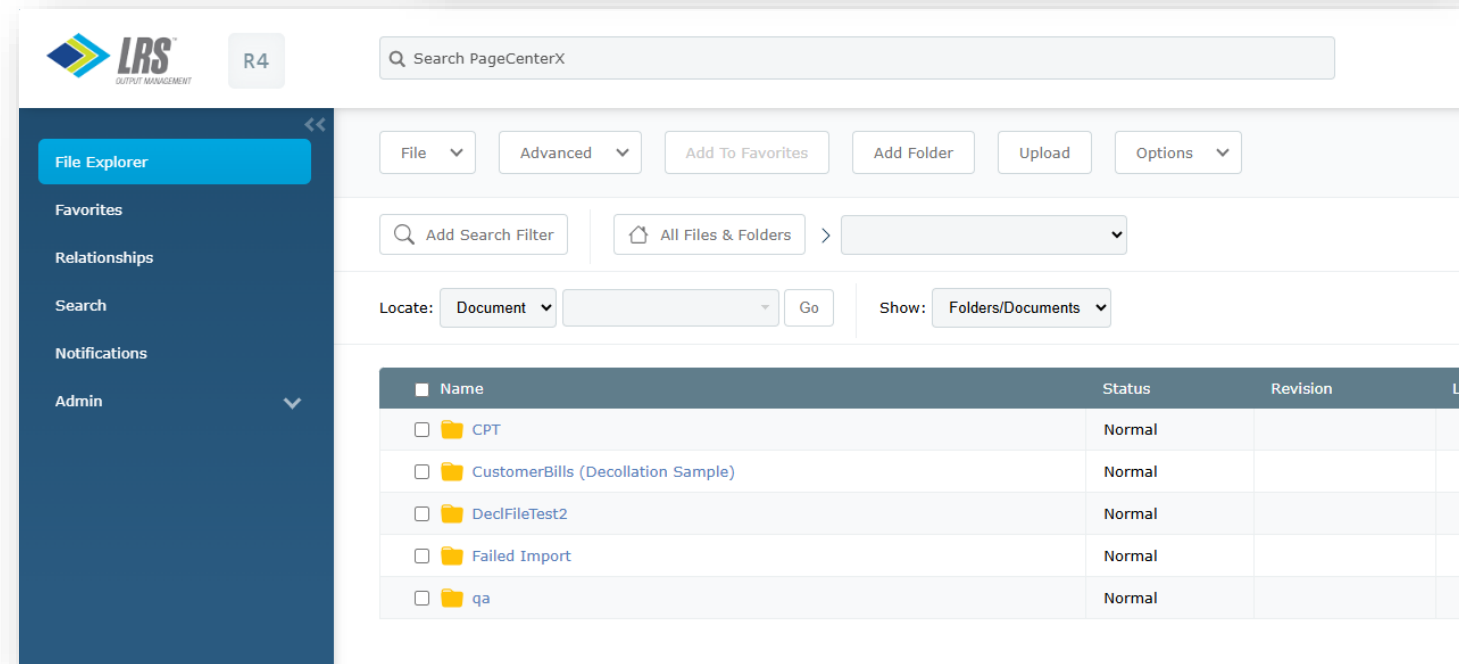 LRS™
OUTPUT MANAGEMENT
R4
Search PageCenterX
File Explorer
Favorites
Relationships
Search
Notifications
Admin
File
Advanced
Add To Favorites
Add Folder
Upload
Options
Add Search Filter
All Files & Folders
Locate: Document
Go
Show: Folders/Documents
Name Status Revision L
CPT Normal
CustomerBills (Decollation Sample) Normal
DeclFileTest2 Normal
Failed Import Normal
qa Normal